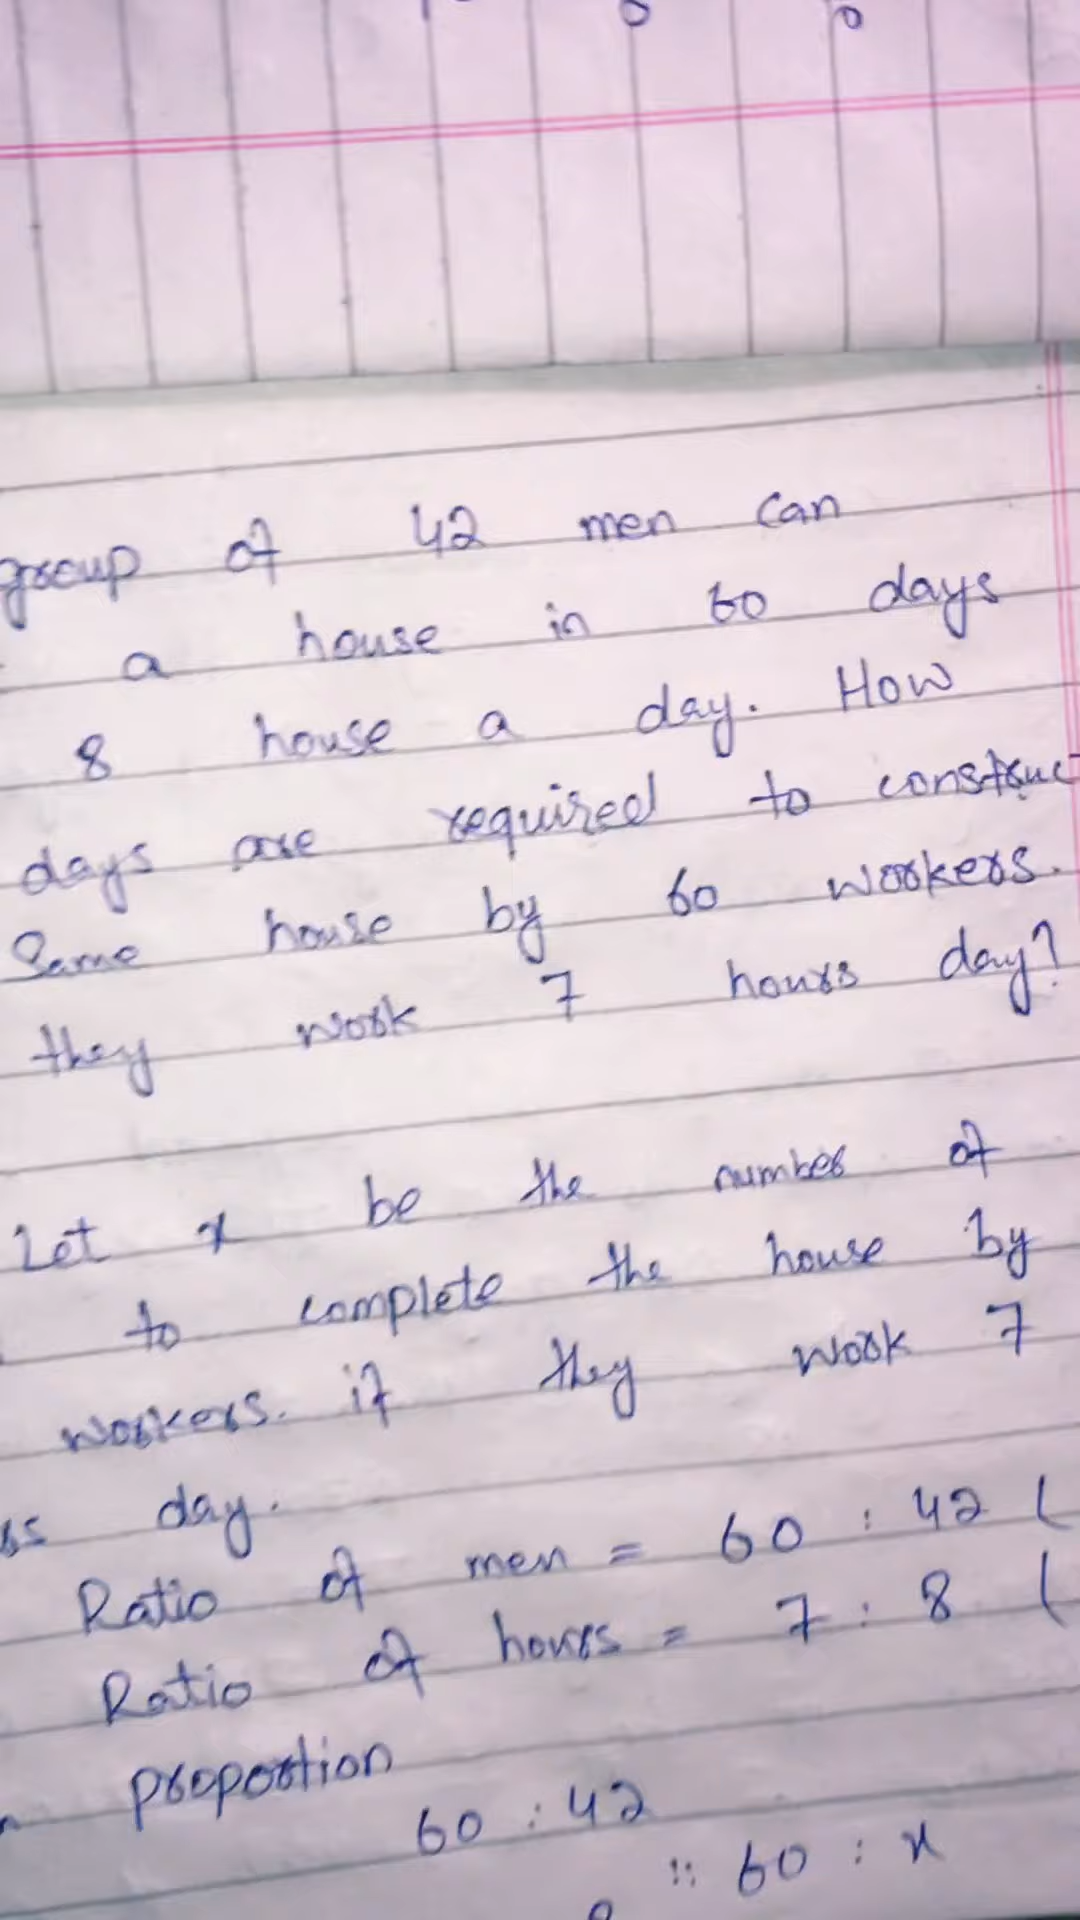 group of 42 men can
a house in 60 days
8 house a day. How
days are required to construc
Same house by 60 workers.
they work 7 hours day?
Let x be the number of
to complete the house by
workers. if they work 7
rs day.
Ratio of men = 60 : 42 (
Ratio of hours = 7 : 8 (
n proportion
60 : 42
:: 60 : x
8